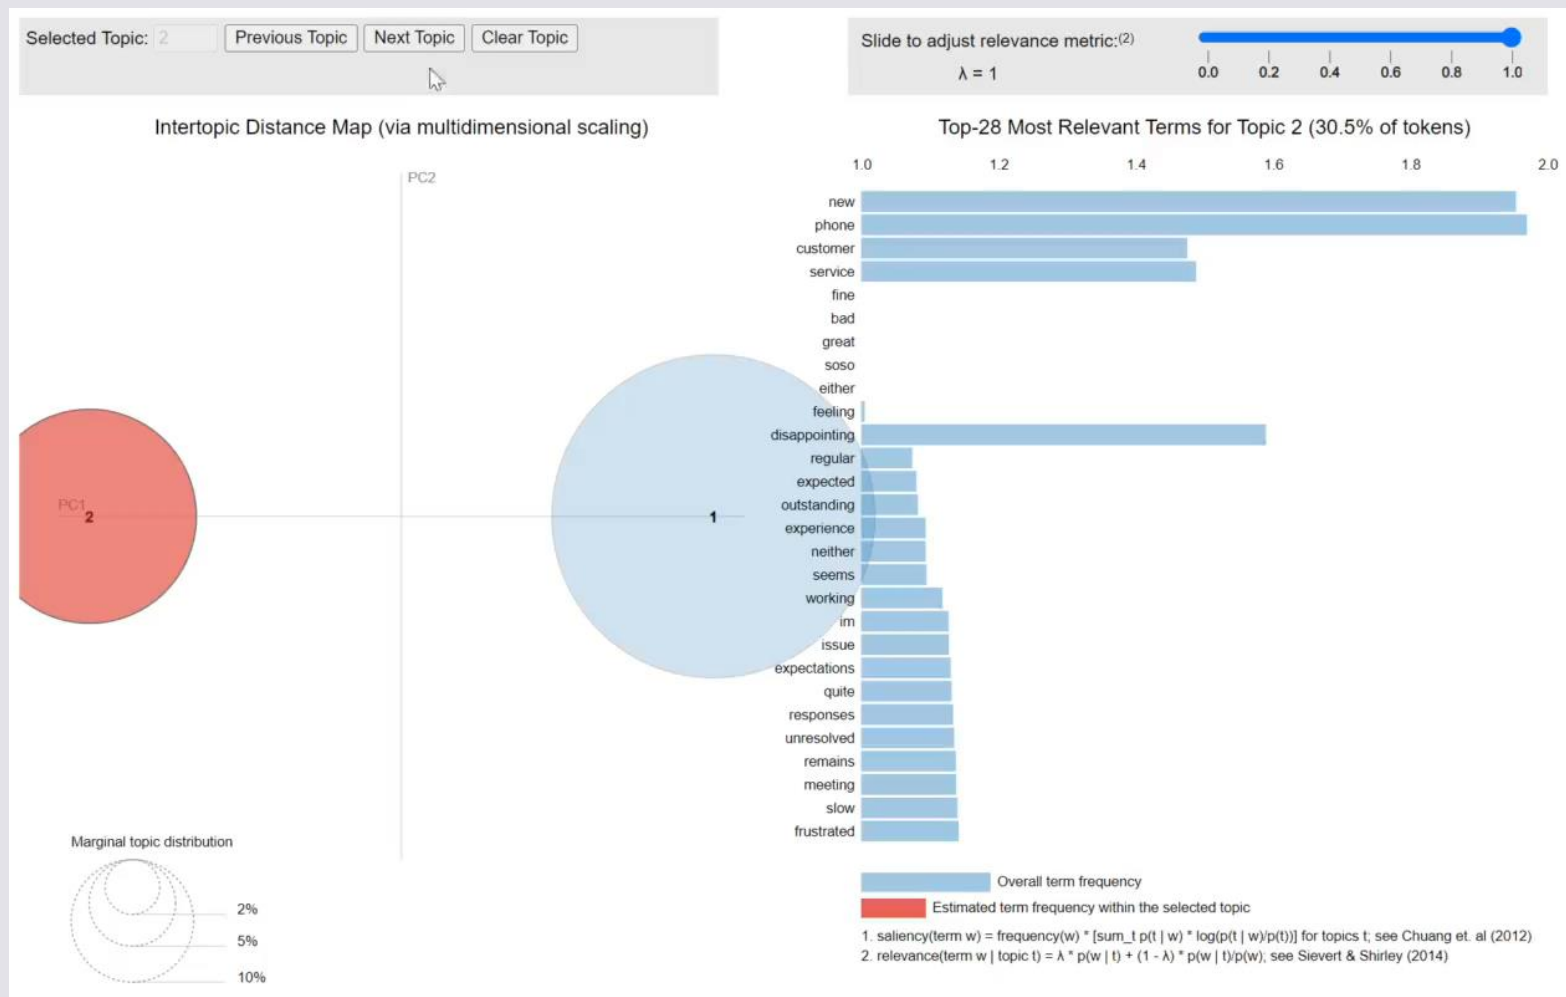 Selected Topic: 2 Previous Topic Next Topic Clear Topic
Slide to adjust relevance metric:(2)
λ = 1
0.0 0.2 0.4 0.6 0.8 1.0
Intertopic Distance Map (via multidimensional scaling)
PC2
PC1
2
1
Marginal topic distribution
2%
5%
10%
Top-28 Most Relevant Terms for Topic 2 (30.5% of tokens)
1.0 1.2 1.4 1.6 1.8 2.0
new
phone
customer
service
fine
bad
great
soso
either
feeling
disappointing
regular
expected
outstanding
experience
neither
seems
working
im
issue
expectations
quite
responses
unresolved
remains
meeting
slow
frustrated
Overall term frequency
Estimated term frequency within the selected topic
1. saliency(term w) = frequency(w) * [sum_t p(t | w) * log(p(t | w)/p(t))] for topics t; see Chuang et. al (2012)
2. relevance(term w | topic t) = λ * p(w | t) + (1 - λ) * p(w | t)/p(w); see Sievert & Shirley (2014)